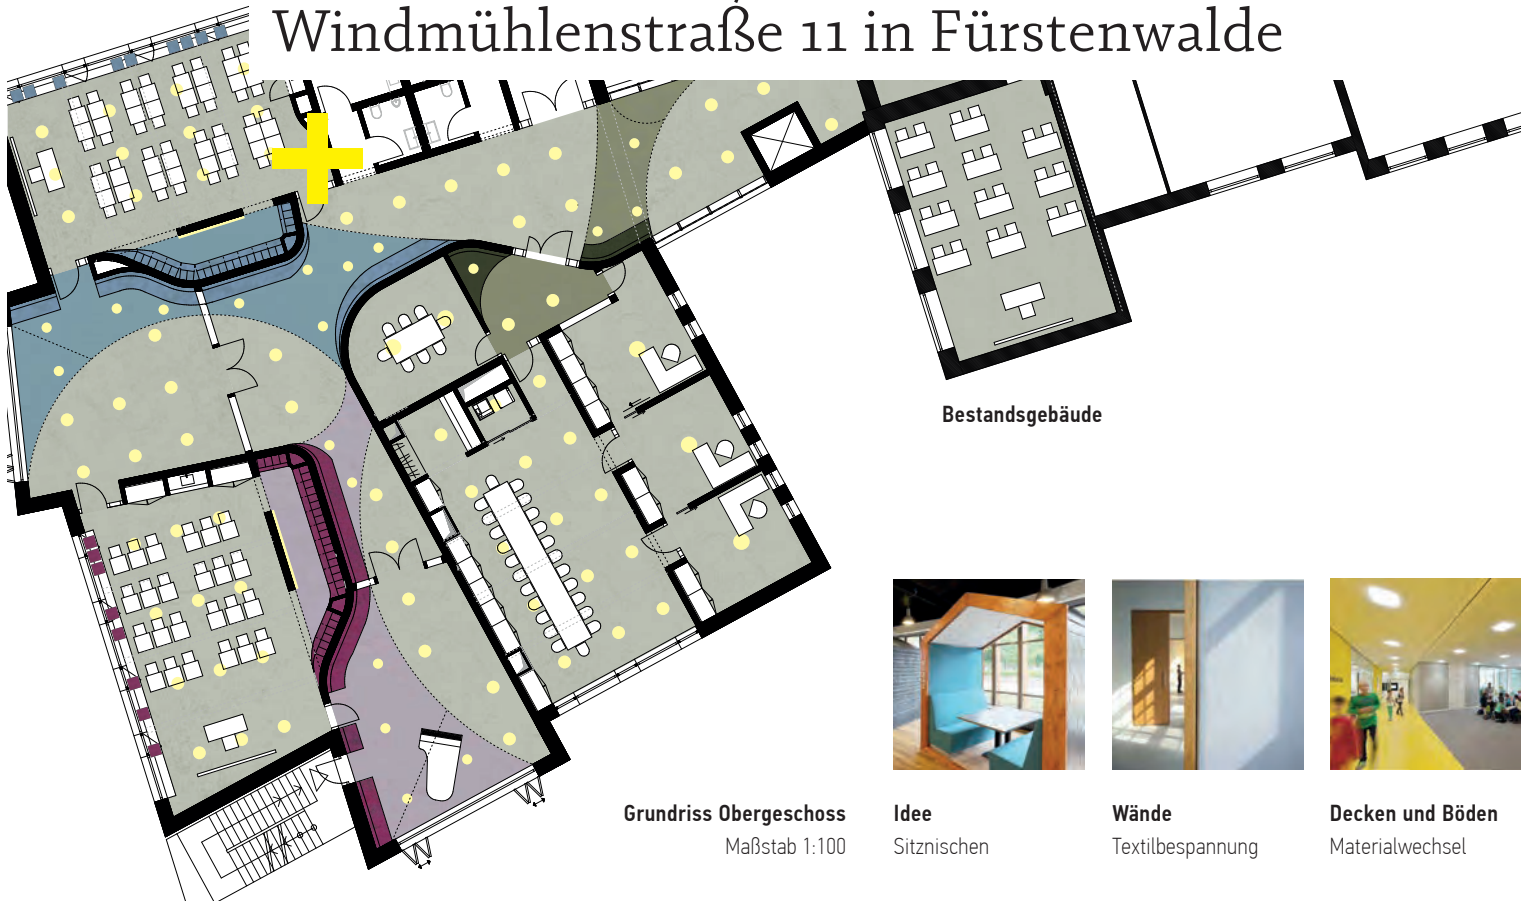 Windmühlenstraße 11 in Fürstenwalde
Bestandsgebäude
Grundriss Obergeschoss
Maßstab 1:100
Idee
Sitznischen
Wände
Textilbespannung
Decken und Böden
Materialwechsel